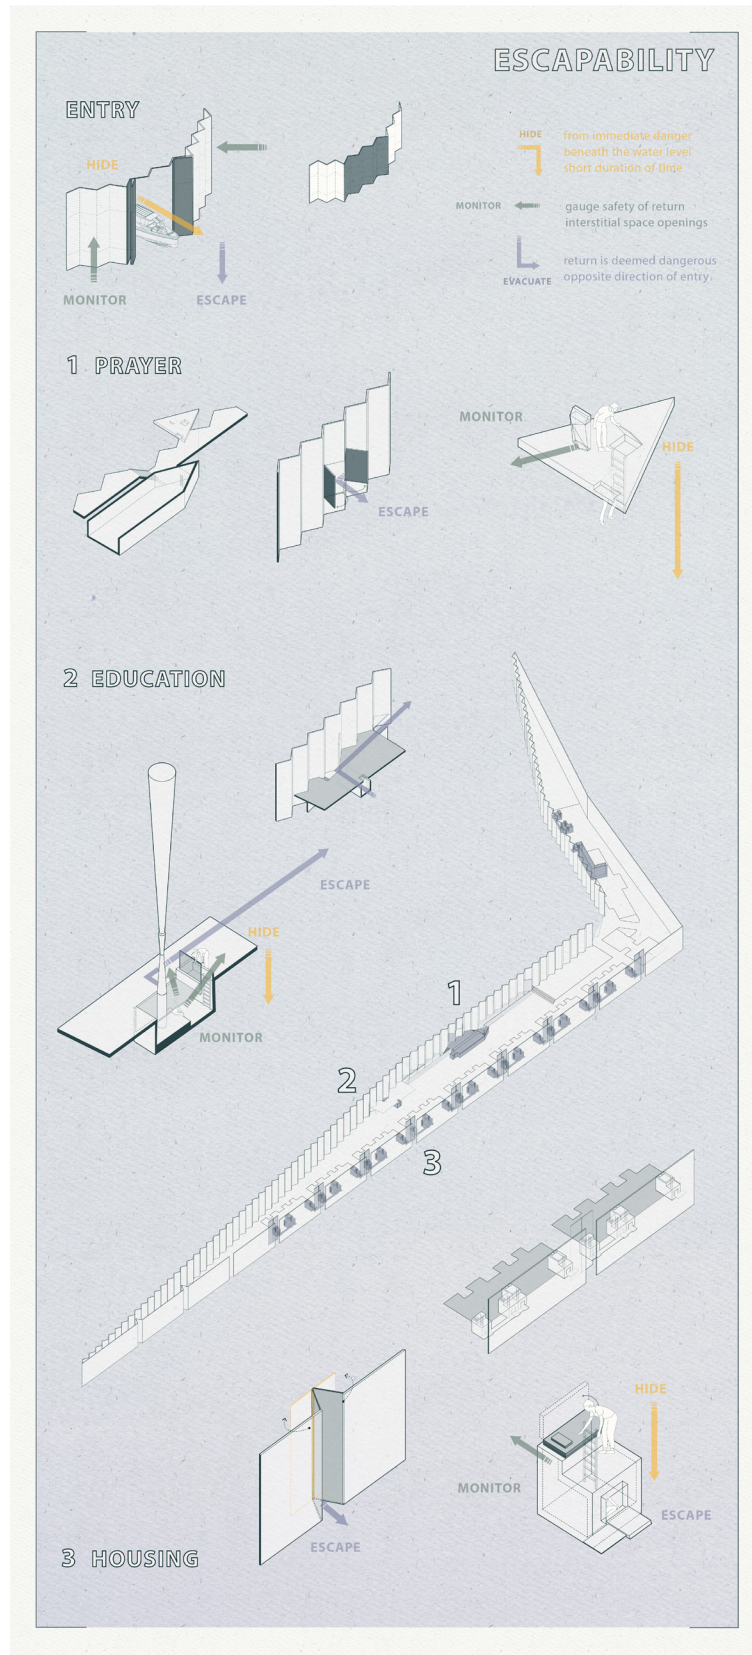 ESCAPABILITY
ENTRY
HIDE
MONITOR
ESCAPE
HIDE
from immediate danger
beneath the water level
short duration of time
MONITOR
gauge safety of return
interstitial space openings
EVACUATE
return is deemed dangerous
opposite direction of entry.
1 PRAYER
ESCAPE
MONITOR
HIDE
2 EDUCATION
ESCAPE
HIDE
MONITOR
1
2
3
HIDE
MONITOR
ESCAPE
ESCAPE
3 HOUSING